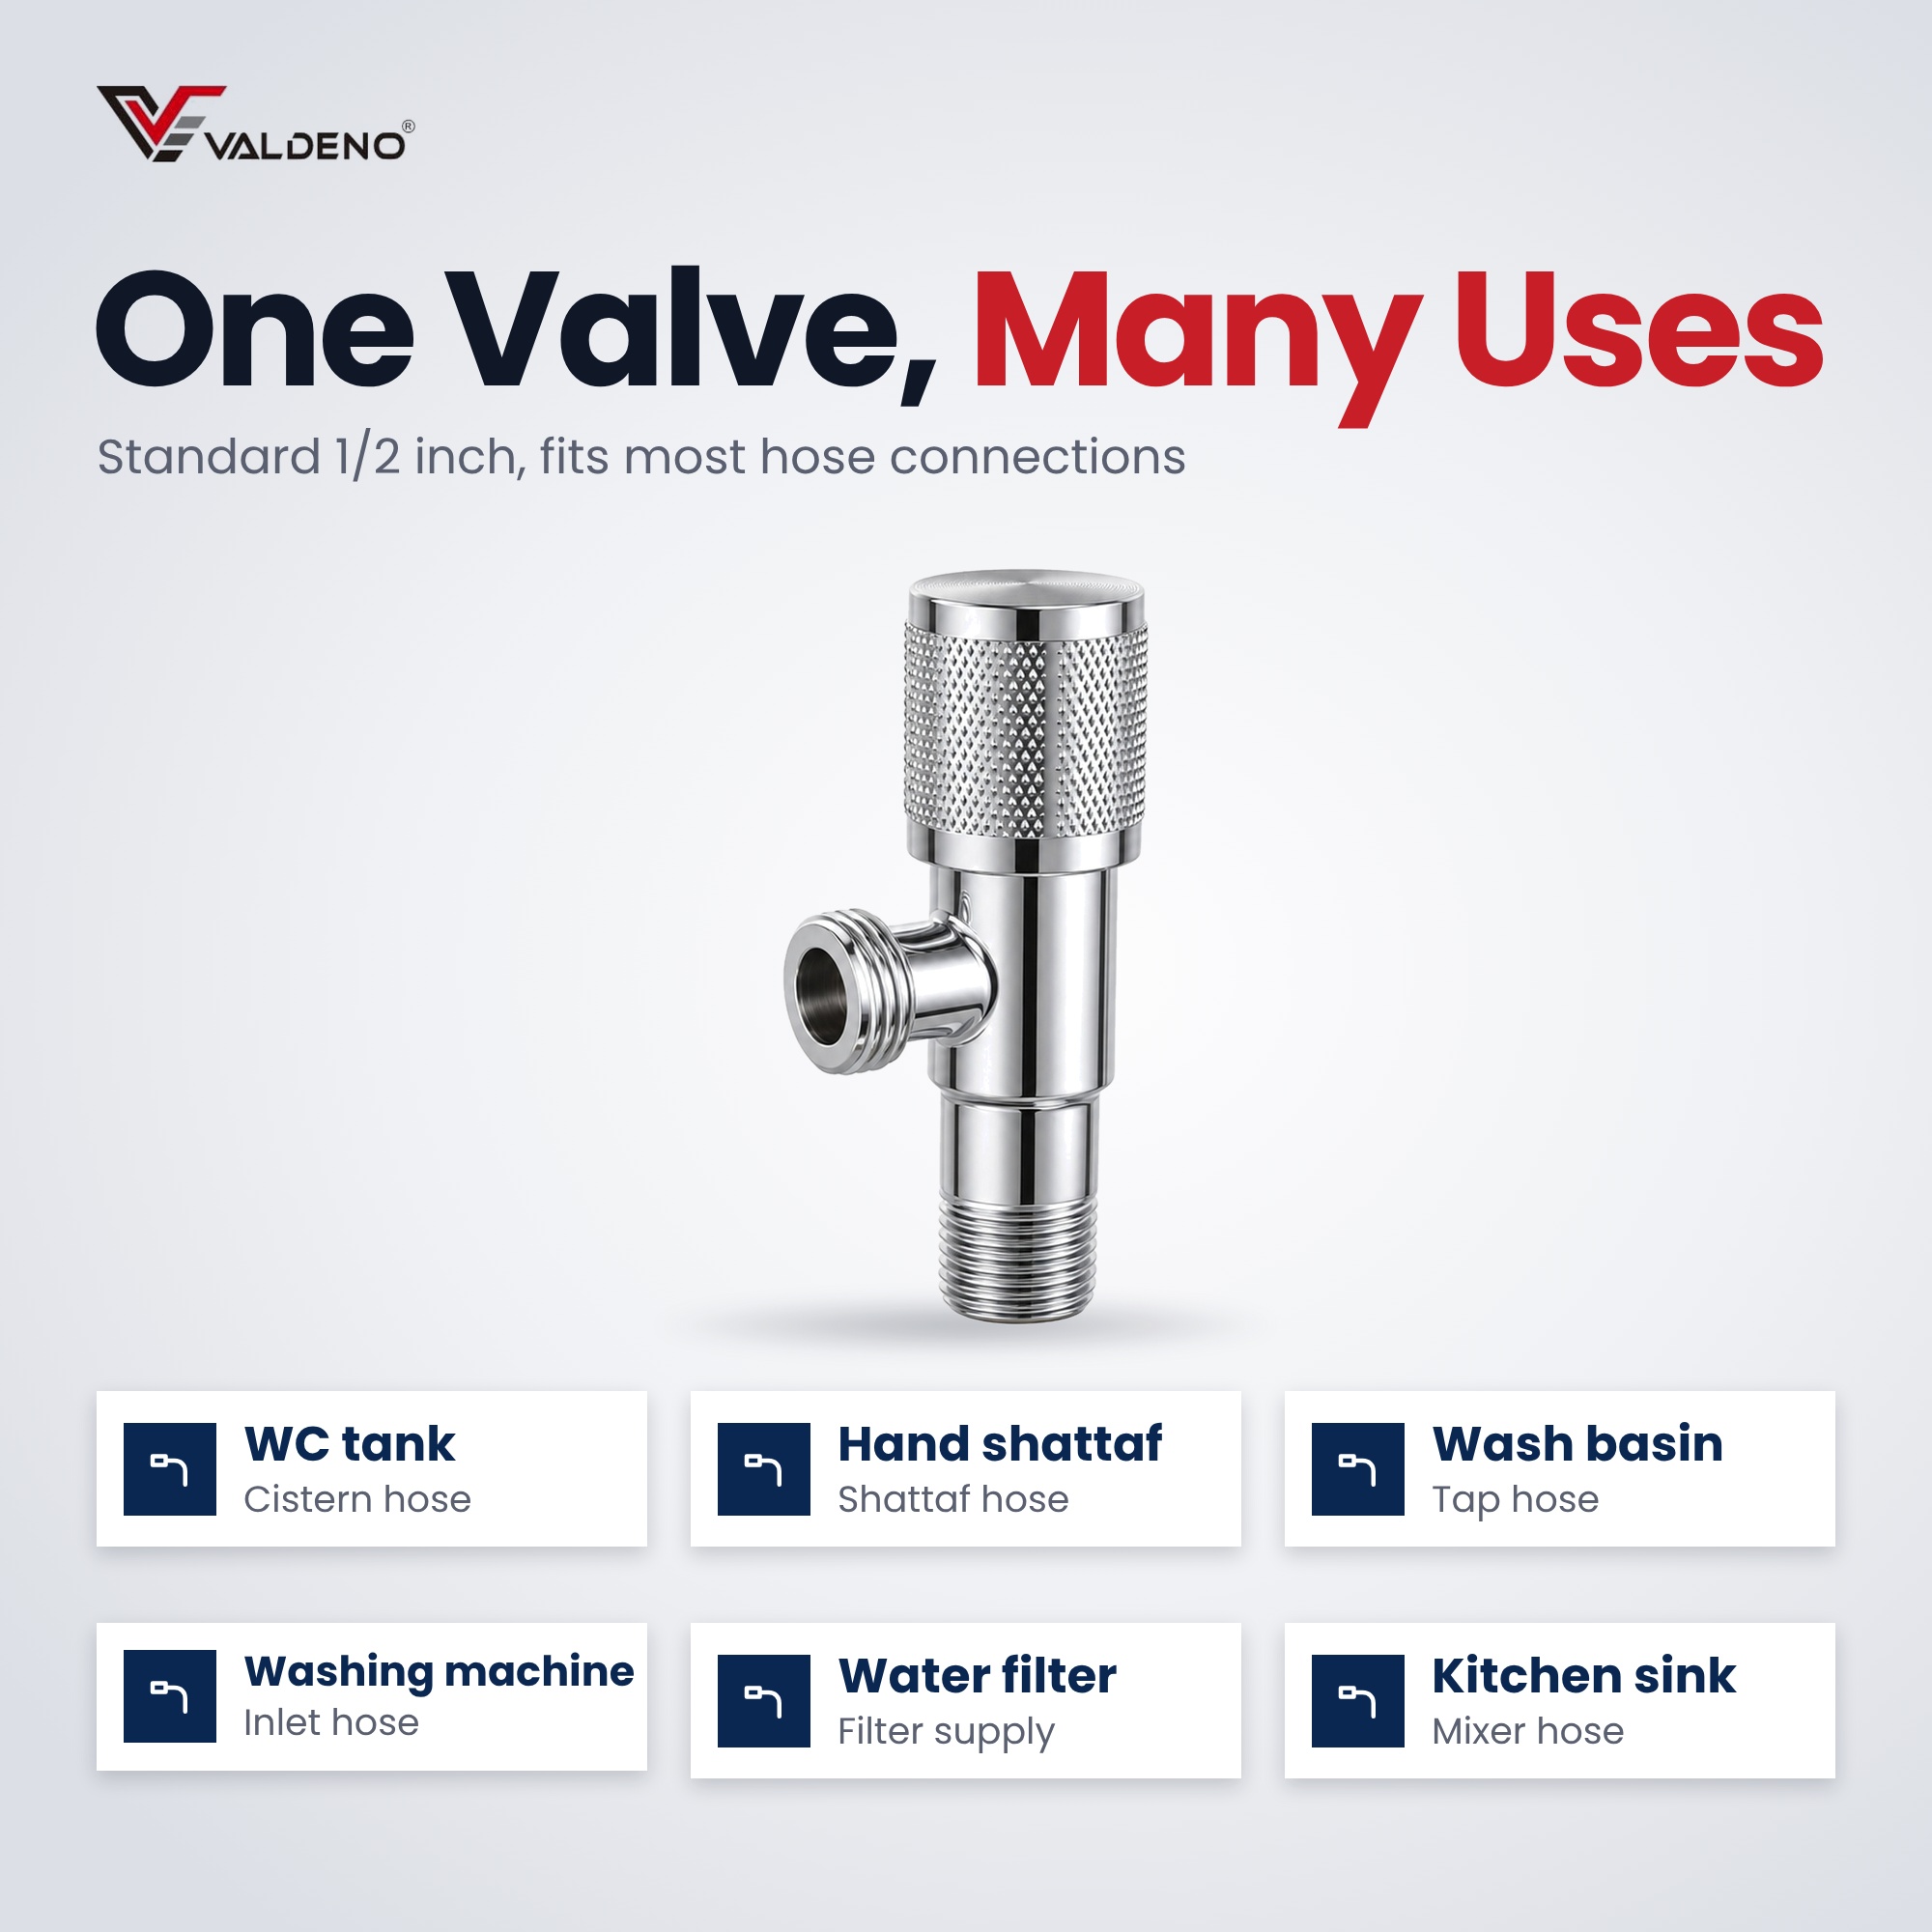 VALDENO®
One Valve, Many Uses
Standard 1/2 inch, fits most hose connections
WC tank
Cistern hose
Hand shattaf
Shattaf hose
Wash basin
Tap hose
Washing machine
Inlet hose
Water filter
Filter supply
Kitchen sink
Mixer hose